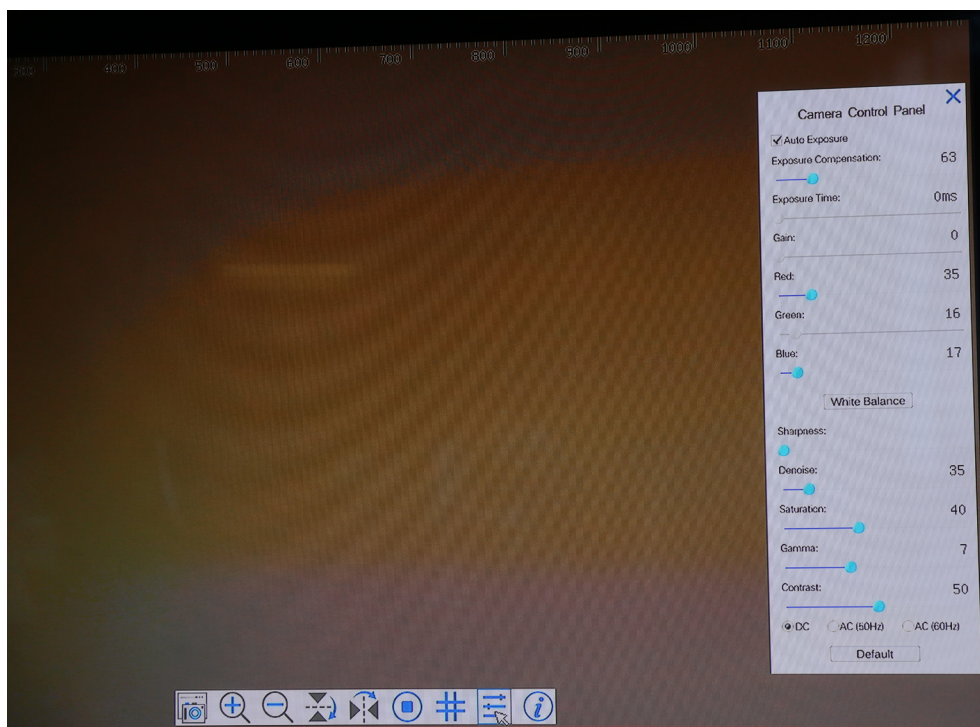 400 500 600 700 800 900 1000 1100 1200
Camera Control Panel
Auto Exposure
Exposure Compensation: 63
Exposure Time: 0ms
Gain: 0
Red: 35
Green: 16
Blue: 17
White Balance
Sharpness:
Denoise: 35
Saturation: 40
Gamma: 7
Contrast: 50
DC AC (50Hz) AC (60Hz)
Default
i